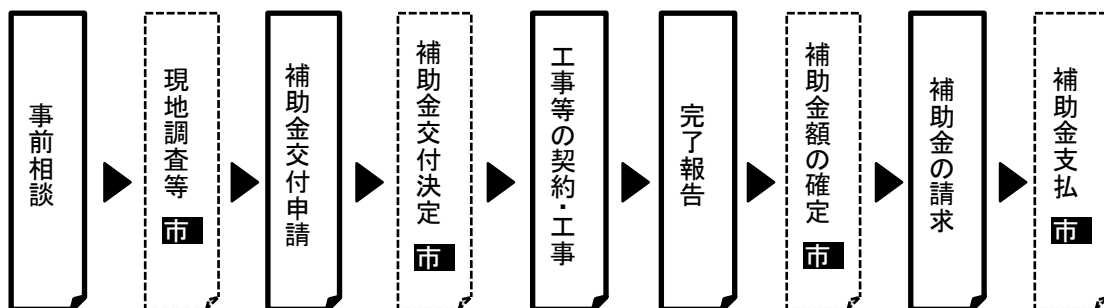 事前相談
現地調査等
市
補助金交付申請
補助金交付決定
市
工事等の契約・工事
完了報告
補助金額の確定
市
補助金の請求
補助金支払
市